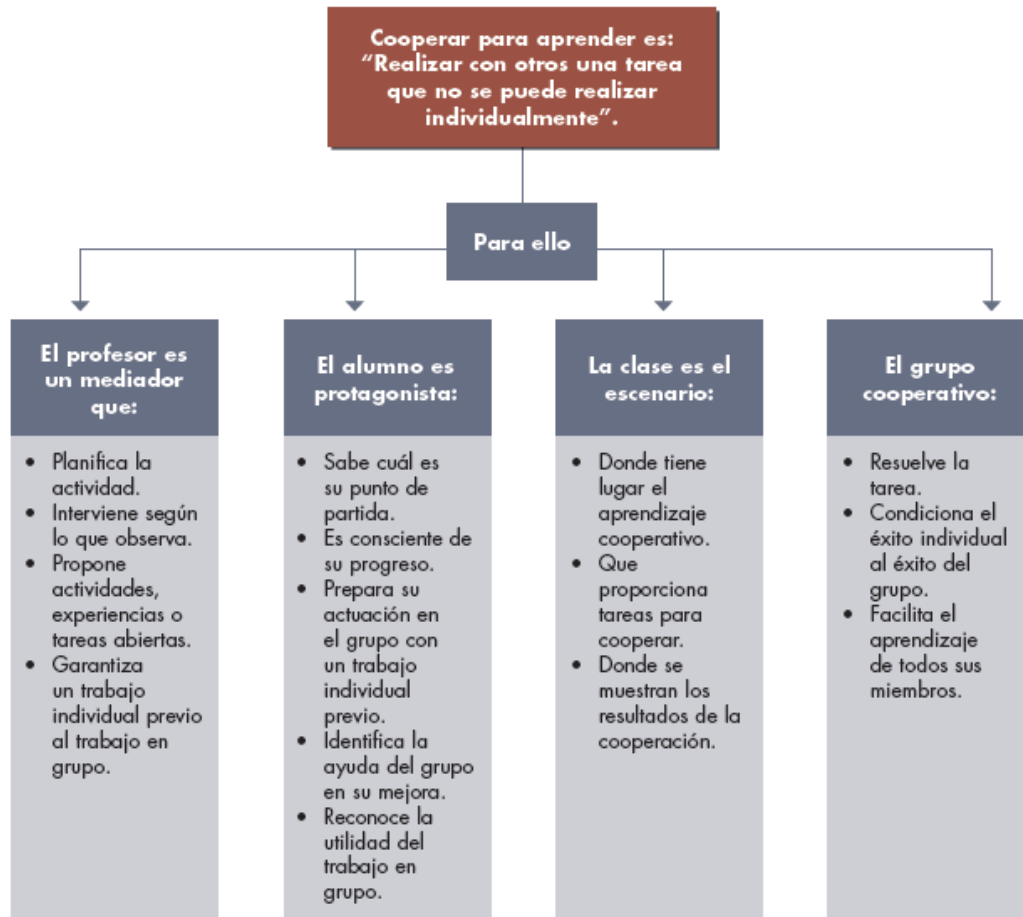 Cooperar para aprender es:
“Realizar con otros una tarea
que no se puede realizar
individualmente”.
Para ello
El profesor es
un mediador
que:
• Planifica la
actividad.
• Interviene según
lo que observa.
• Propone
actividades,
experiencias o
tareas abiertas.
• Garantiza
un trabajo
individual previo
al trabajo en
grupo.
El alumno es
protagonista:
• Sabe cuál es
su punto de
partida.
• Es consciente de
su progreso.
• Prepara su
actuación en
el grupo con
un trabajo
individual
previo.
• Identifica la
ayuda del grupo
en su mejora.
• Reconoce la
utilidad del
trabajo en
grupo.
La clase es el
escenario:
• Donde tiene
lugar el
aprendizaje
cooperativo.
• Que
proporciona
tareas para
cooperar.
• Donde se
muestran los
resultados de la
cooperación.
El grupo
cooperativo:
• Resuelve la
tarea.
• Condiciona el
éxito individual
al éxito del
grupo.
• Facilita el
aprendizaje
de todos sus
miembros.